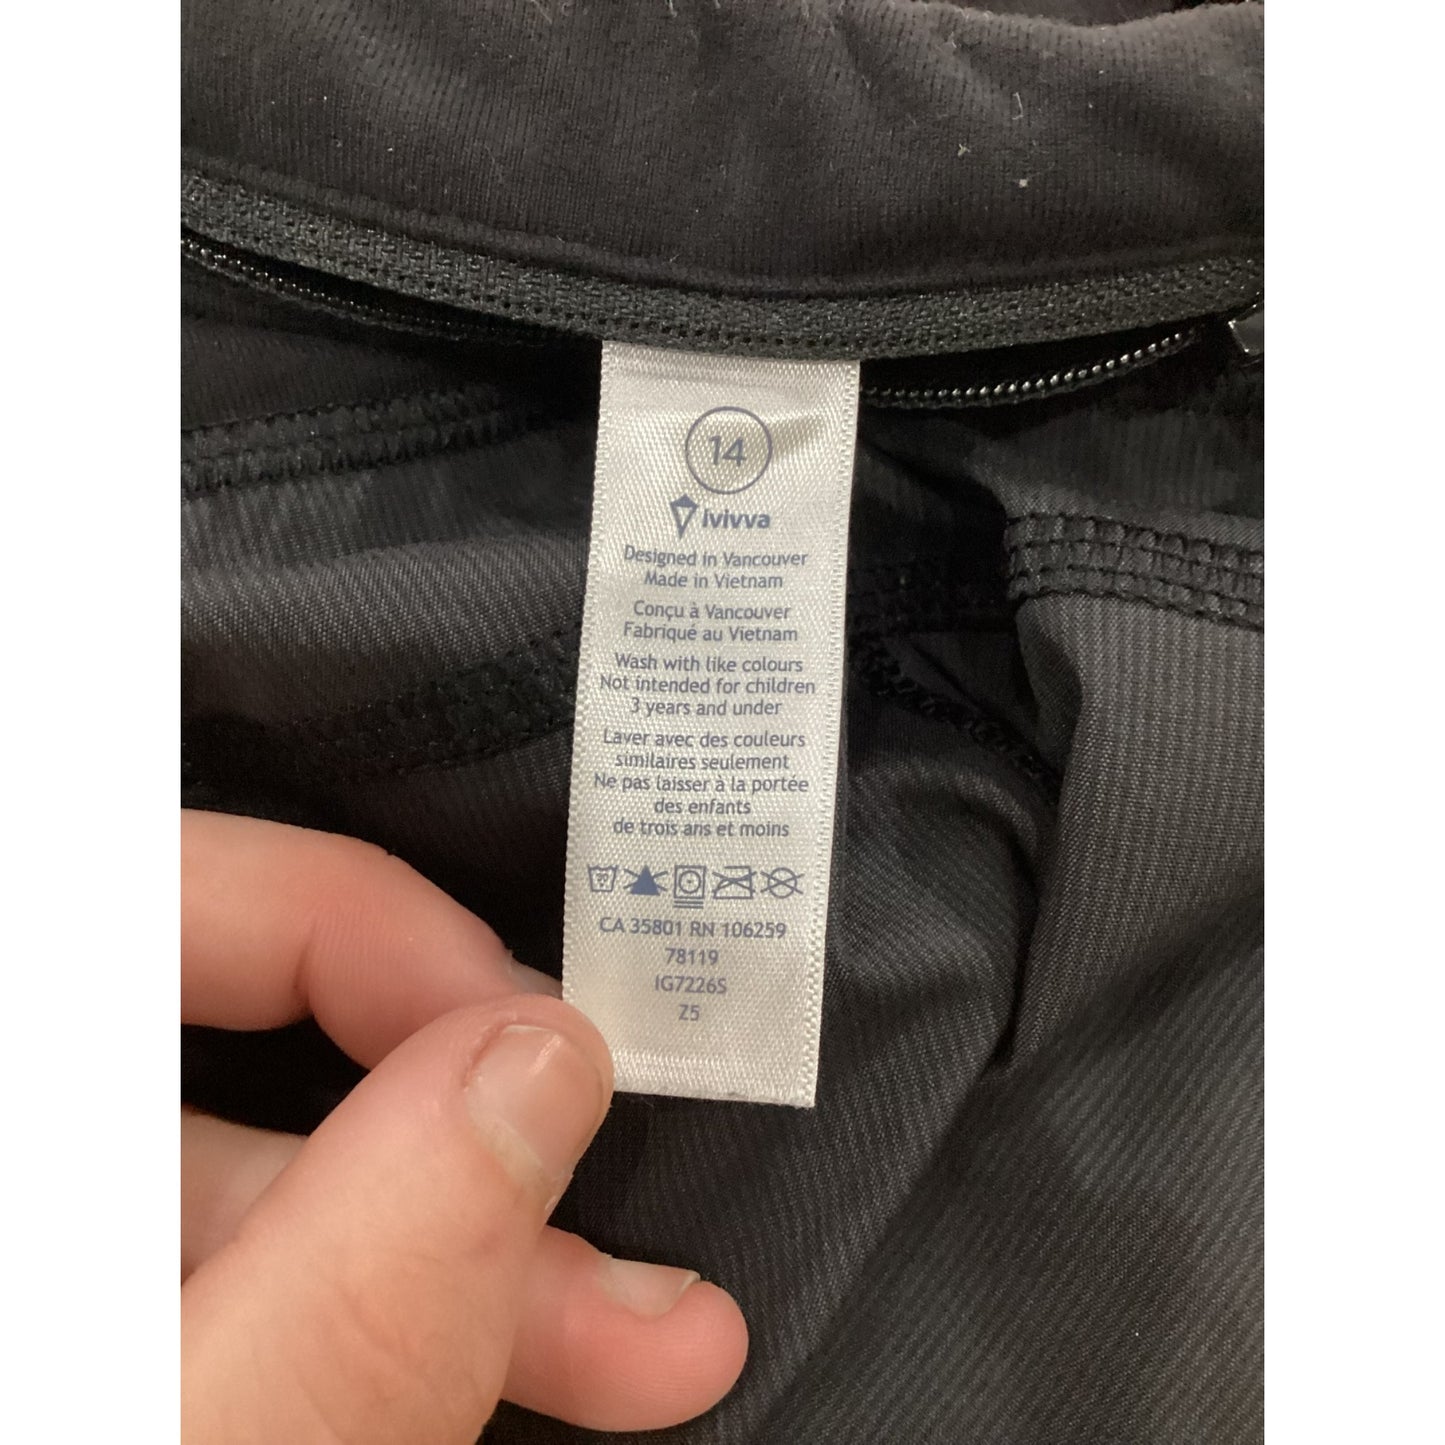 14
ivivva
Designed in Vancouver
Made in Vietnam
Conçu à Vancouver
Fabriqué au Vietnam
Wash with like colours
Not intended for children
3 years and under
Laver avec des couleurs
similaires seulement
Ne pas laisser à la portée
des enfants
de trois ans et moins
30
CA 35801 RN 106259
78119
IG7226S
Z5